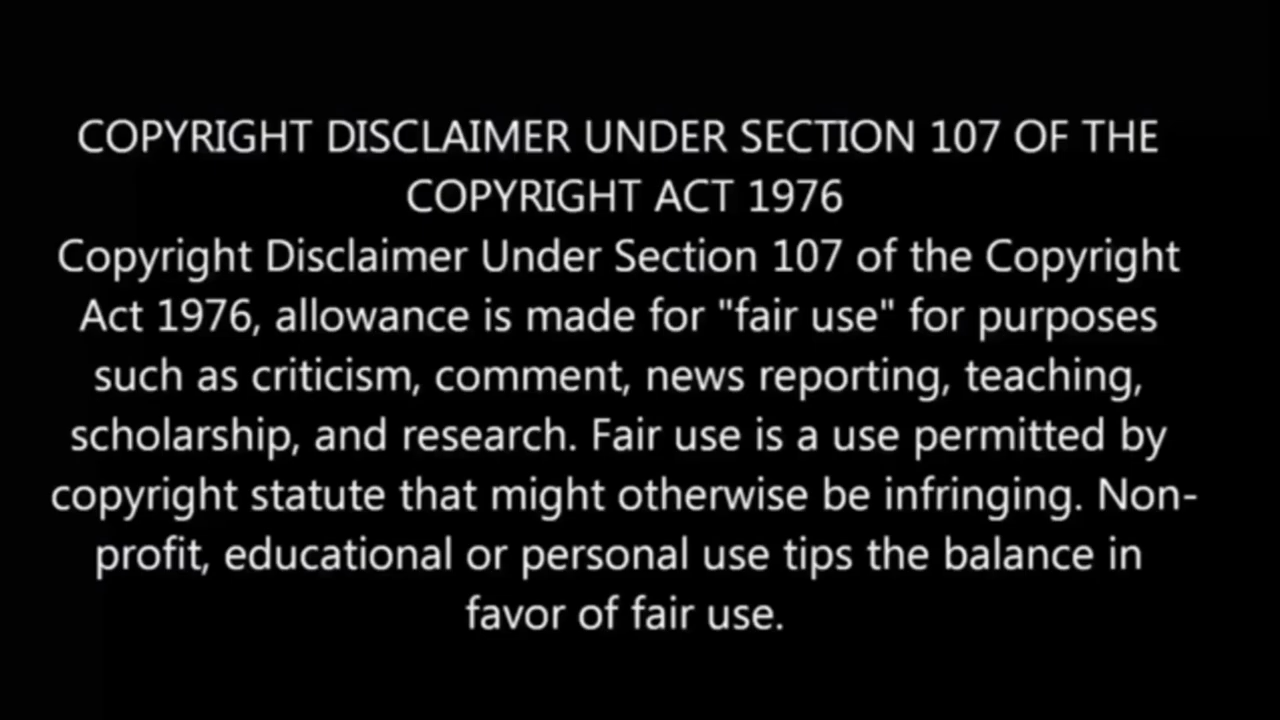 COPYRIGHT DISCLAIMER UNDER SECTION 107 OF THE
COPYRIGHT ACT 1976
Copyright Disclaimer Under Section 107 of the Copyright
Act 1976, allowance is made for "fair use" for purposes
such as criticism, comment, news reporting, teaching,
scholarship, and research. Fair use is a use permitted by
copyright statute that might otherwise be infringing. Non-
profit, educational or personal use tips the balance in
favor of fair use.